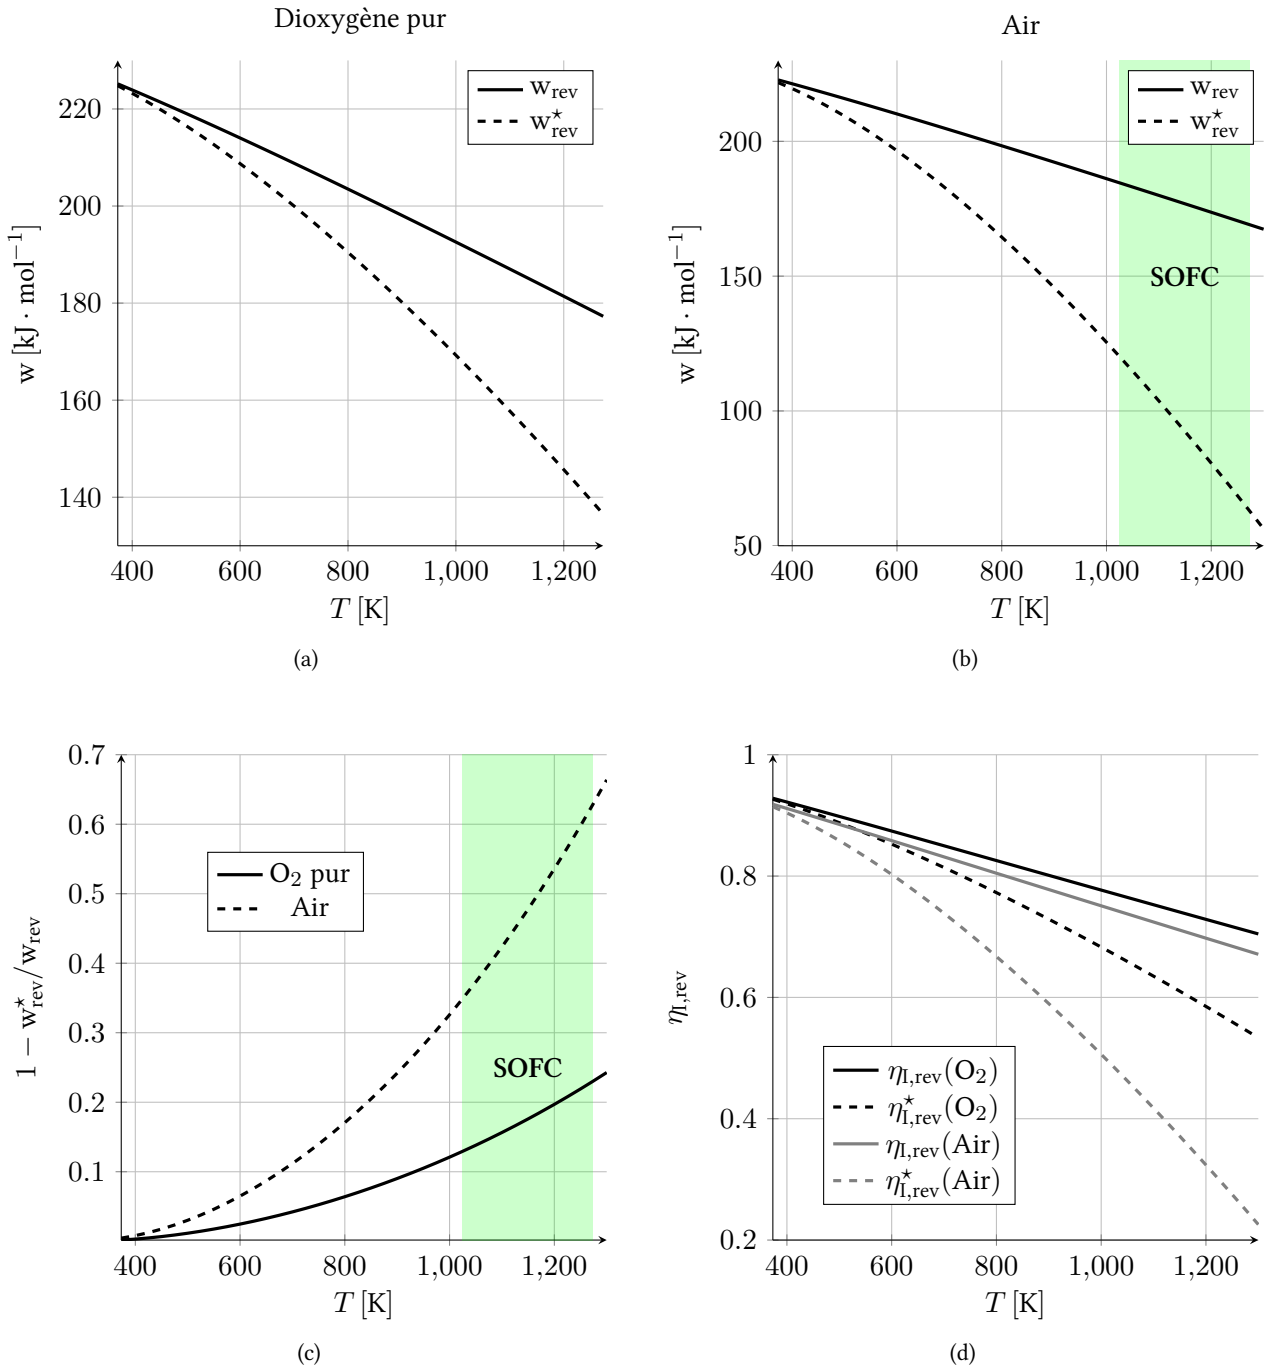 Dioxygène pur
w [kJ · mol⁻¹]
220
200
180
160
140
w_rev
w*_rev
400 600 800 1,000 1,200
T [K]
(a)
Air
w [kJ · mol⁻¹]
200
150
100
50
w_rev
w*_rev
SOFC
400 600 800 1,000 1,200
T [K]
(b)
1 − w*_rev/w_rev
0.7
0.6
0.5
0.4
0.3
0.2
0.1
O₂ pur
Air
SOFC
400 600 800 1,000 1,200
T [K]
(c)
η_I,rev
1
0.8
0.6
0.4
0.2
η_I,rev(O₂)
η*_I,rev(O₂)
η_I,rev(Air)
η*_I,rev(Air)
400 600 800 1,000 1,200
T [K]
(d)